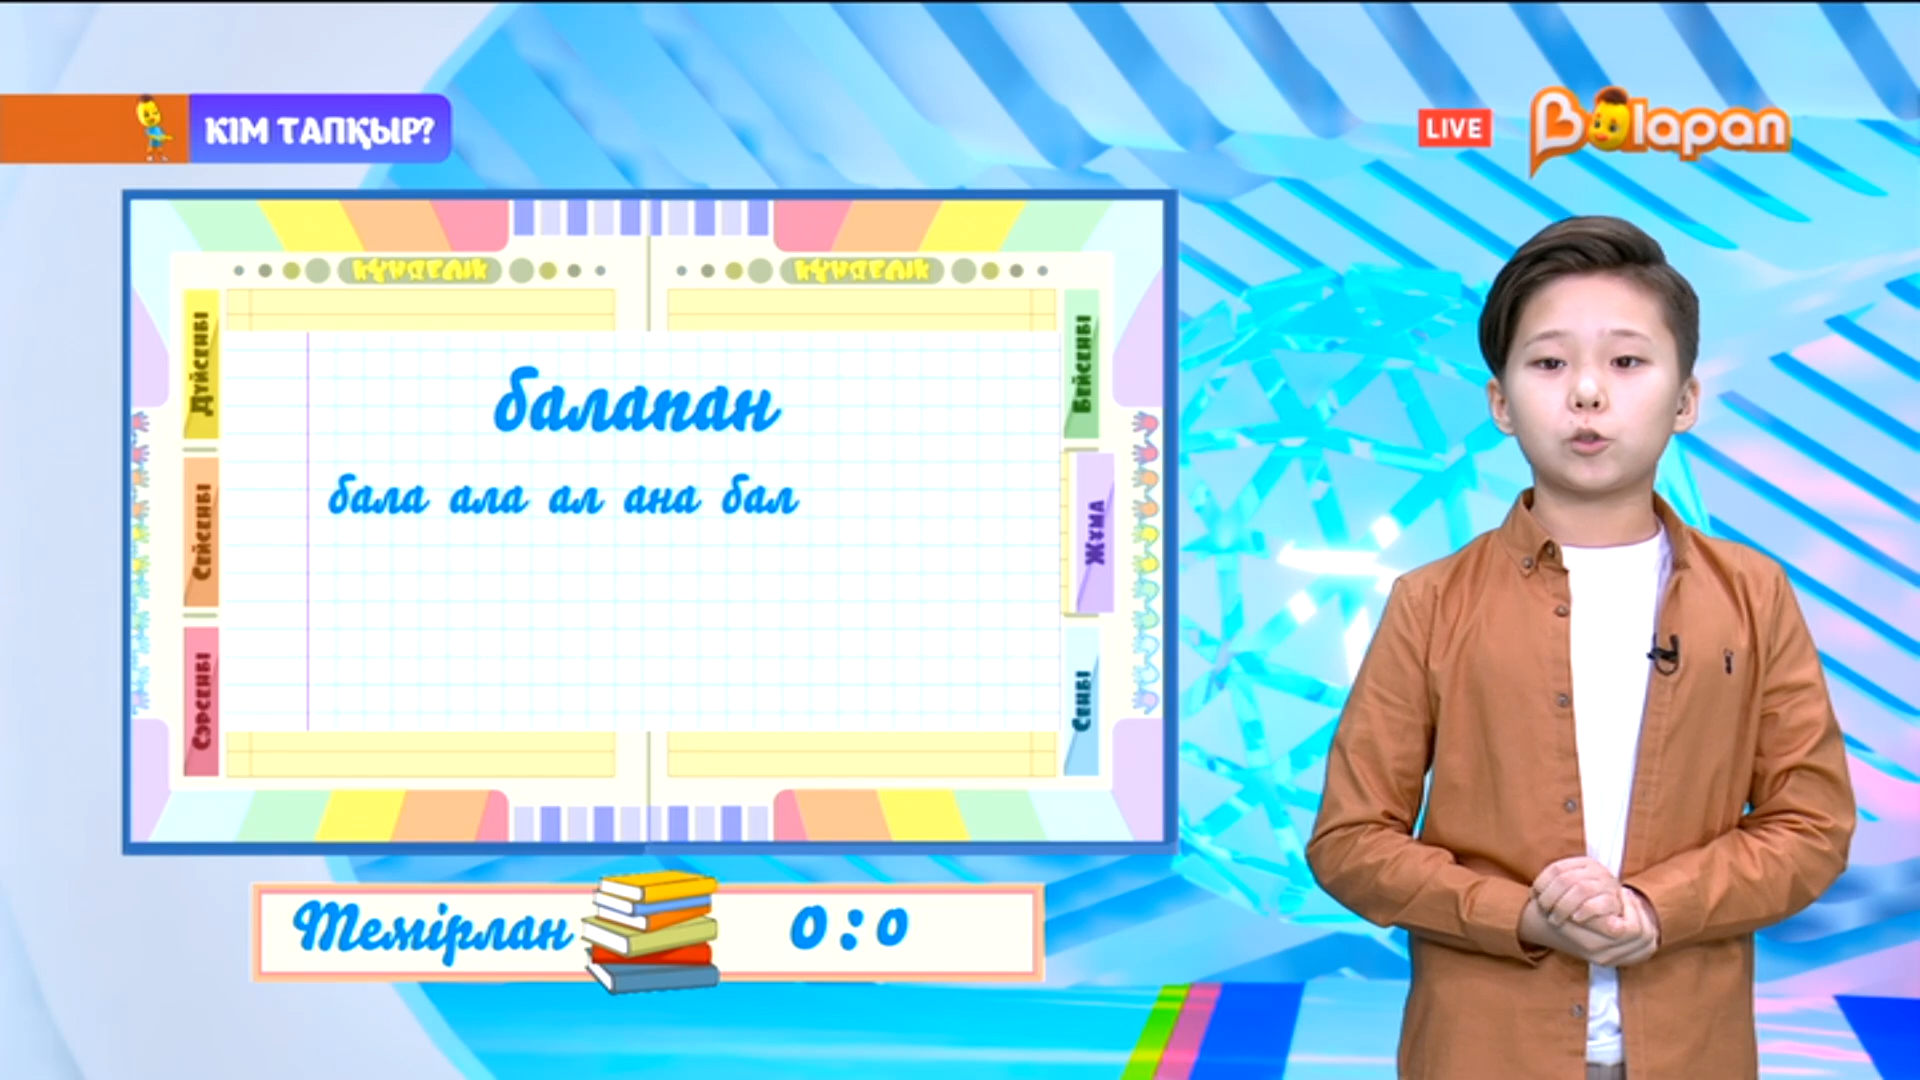 КІМ ТАПҚЫР?
LIVE
Bolapan
КҮНДЕЛІК
КҮНДЕЛІК
Дүйсенбі
Сейсенбі
Сәрсенбі
Бейсенбі
Жұма
Сенбі
балапан
бала ала ал ана бал
Темірлан
0:0